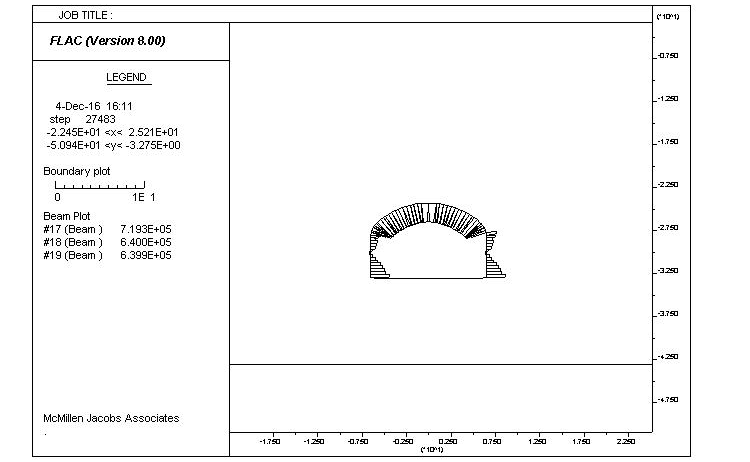 JOB TITLE :
FLAC (Version 8.00)
LEGEND
4-Dec-16 16:11
step 27483
-2.245E+01 <x< 2.521E+01
-5.094E+01 <y< -3.275E+00
Boundary plot
0 1E 1
Beam Plot
#17 (Beam ) 7.193E+05
#18 (Beam ) 6.400E+05
#19 (Beam ) 6.399E+05
McMillen Jacobs Associates
(*10^1)
-0.750
-1.250
-1.750
-2.250
-2.750
-3.250
-3.750
-4.250
-4.750
-1.750 -1.250 -0.750 -0.250 0.250 0.750 1.250 1.750 2.250
(*10^1)